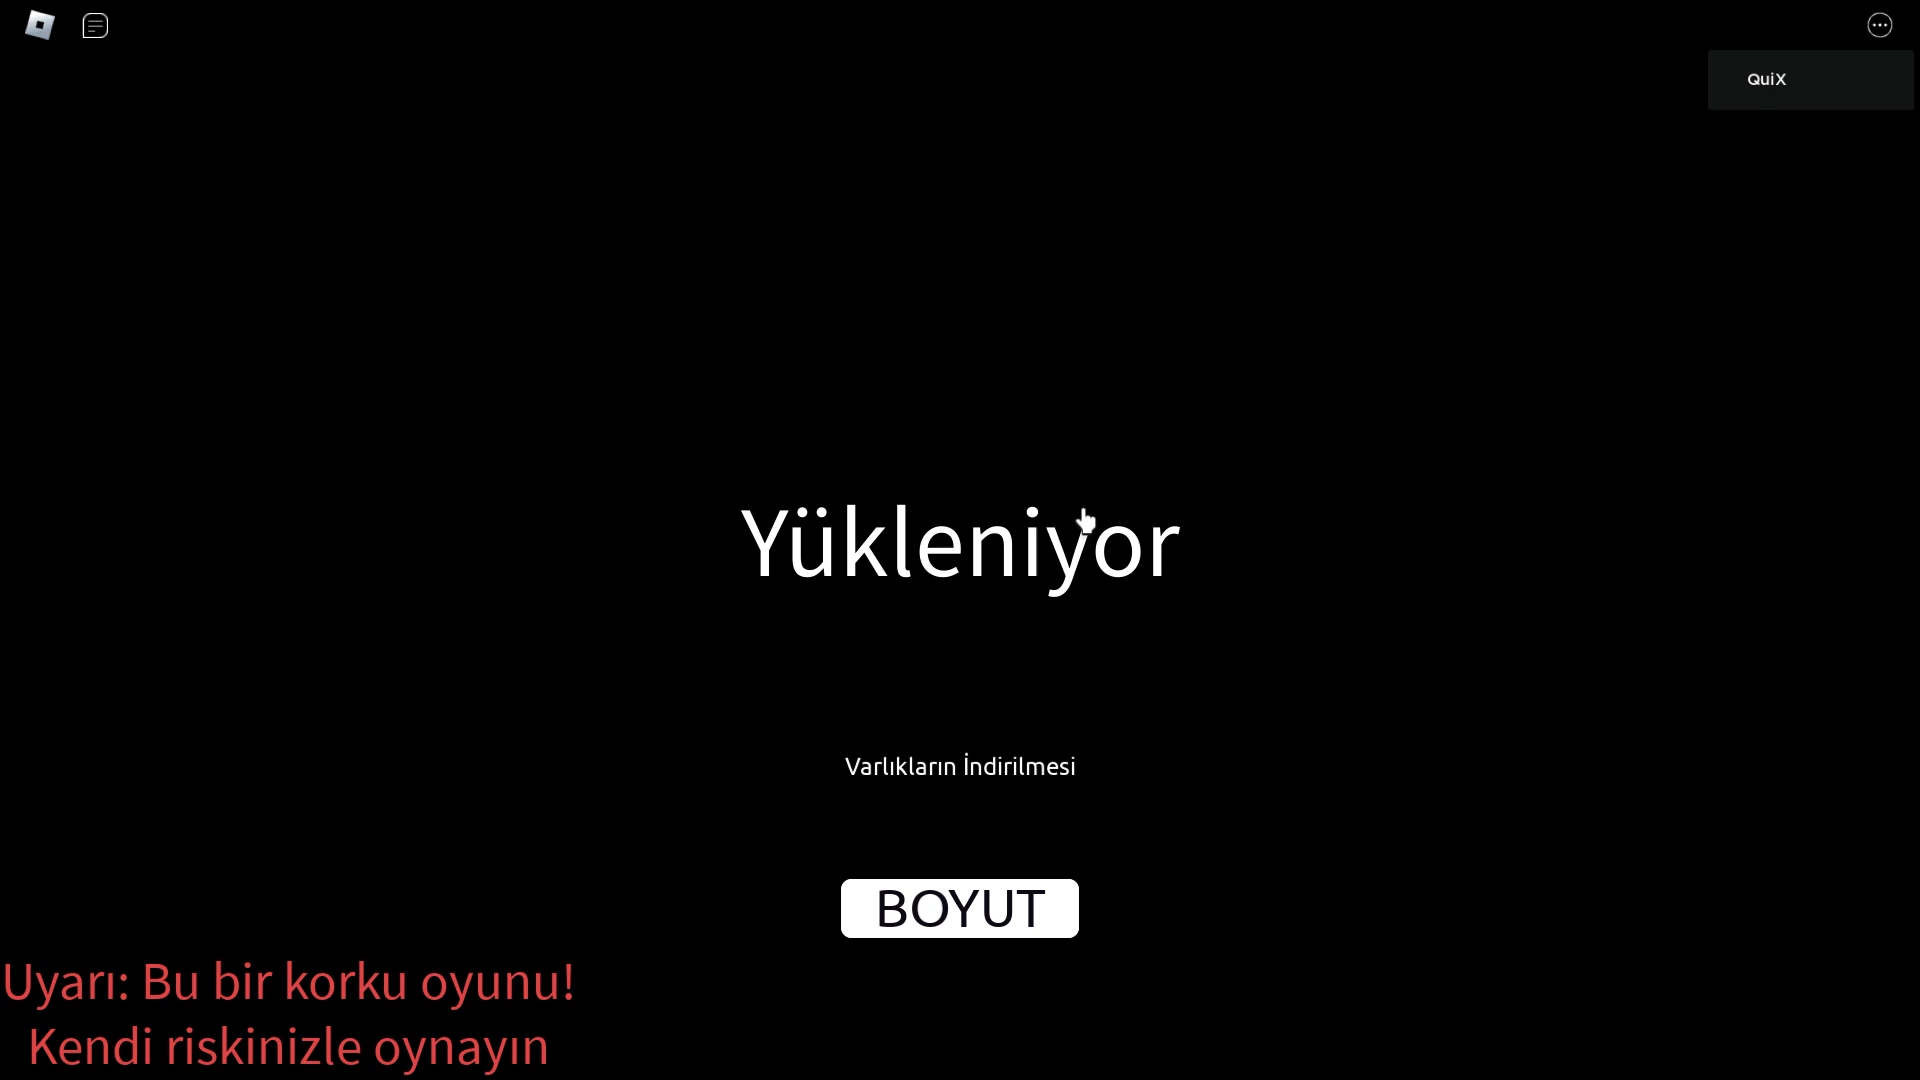 QuiX
Yükleniyor
Varlıkların İndirilmesi
BOYUT
Uyarı: Bu bir korku oyunu!
Kendi riskinizle oynayın